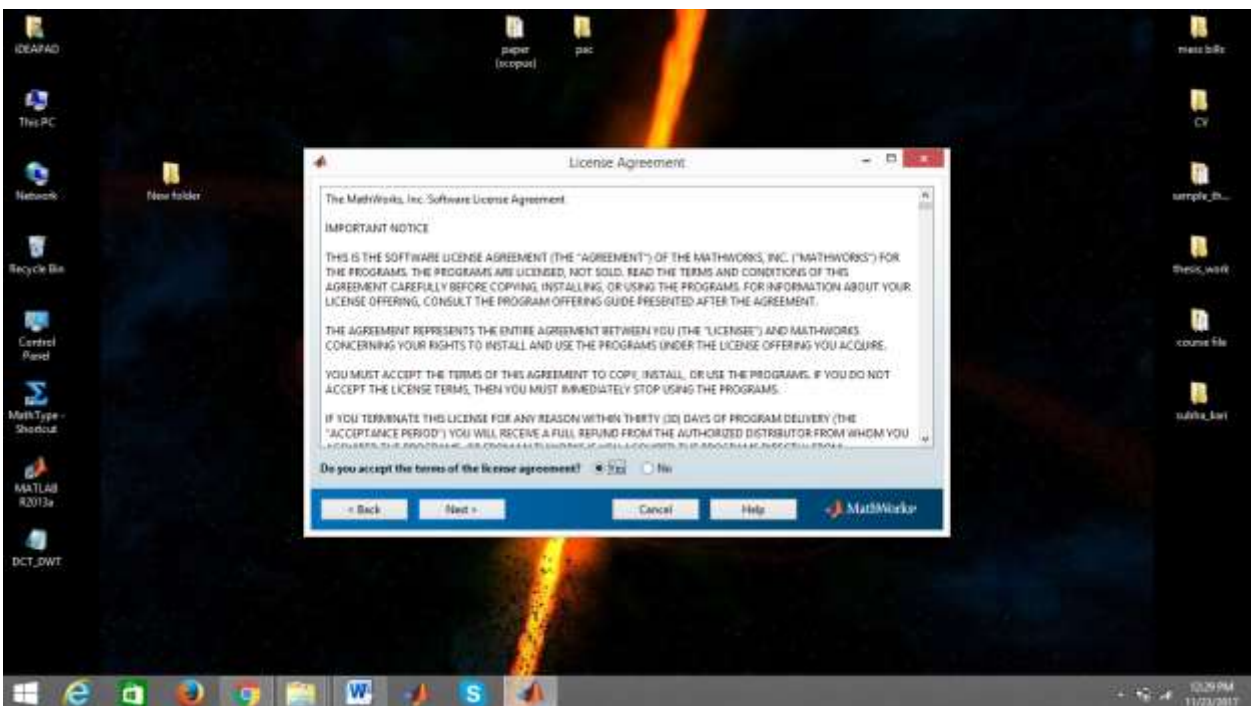 IDEAPAD
paper
(scopus)
pac
mess bills
This PC
CV
Network
New folder
sample_th...
Recycle Bin
thesis_work
Control
Panel
course file
MathType -
Shortcut
MATLAB
R2013a
DCT_DWT
License Agreement
The MathWorks, Inc. Software License Agreement
IMPORTANT NOTICE
THIS IS THE SOFTWARE LICENSE AGREEMENT (THE "AGREEMENT") OF THE MATHWORKS, INC. ("MATHWORKS") FOR
THE PROGRAMS. THE PROGRAMS ARE LICENSED, NOT SOLD. READ THE TERMS AND CONDITIONS OF THIS
AGREEMENT CAREFULLY BEFORE COPYING, INSTALLING, OR USING THE PROGRAMS. FOR INFORMATION ABOUT YOUR
LICENSE OFFERING, CONSULT THE PROGRAM OFFERING GUIDE PRESENTED AFTER THE AGREEMENT.
THE AGREEMENT REPRESENTS THE ENTIRE AGREEMENT BETWEEN YOU (THE "LICENSEE") AND MATHWORKS
CONCERNING YOUR RIGHTS TO INSTALL AND USE THE PROGRAMS UNDER THE LICENSE OFFERING YOU ACQUIRE.
YOU MUST ACCEPT THE TERMS OF THIS AGREEMENT TO COPY, INSTALL, OR USE THE PROGRAMS. IF YOU DO NOT
ACCEPT THE LICENSE TERMS, THEN YOU MUST IMMEDIATELY STOP USING THE PROGRAMS.
IF YOU TERMINATE THIS LICENSE FOR ANY REASON WITHIN THIRTY (30) DAYS OF PROGRAM DELIVERY (THE
"ACCEPTANCE PERIOD") YOU WILL RECEIVE A FULL REFUND FROM THE AUTHORIZED DISTRIBUTOR FROM WHOM YOU
Do you accept the terms of the license agreement? Yes No
< Back Next > Cancel Help MathWorks
12:29 PM
11/23/2017